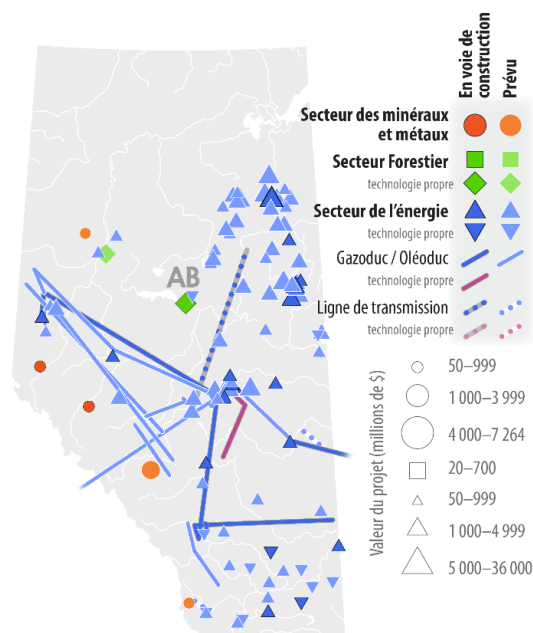 En voie de
construction
Prévu
Secteur des minéraux
et métaux
Secteur Forestier
technologie propre
Secteur de l'énergie
technologie propre
Gazoduc / Oléoduc
technologie propre
Ligne de transmission
technologie propre
AB
Valeur du projet (millions de $)
50–999
1 000–3 999
4 000–7 264
20–700
50–999
1 000–4 999
5 000–36 000